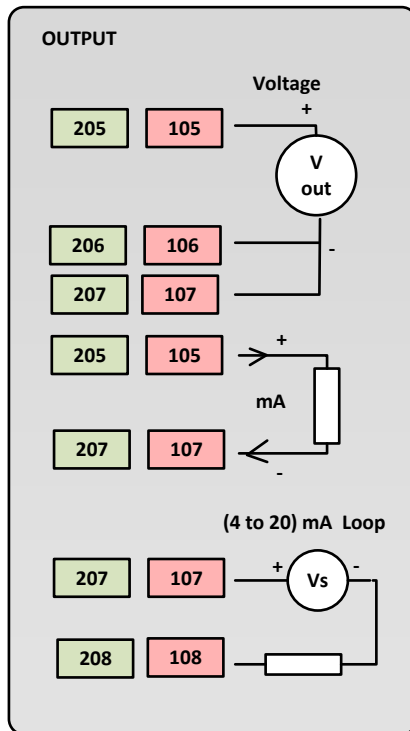 OUTPUT
Voltage
+
205 105
V
out
206 106
-
207 107
205 105
+
mA
207 107
-
(4 to 20) mA Loop
207 107 + Vs -
208 108